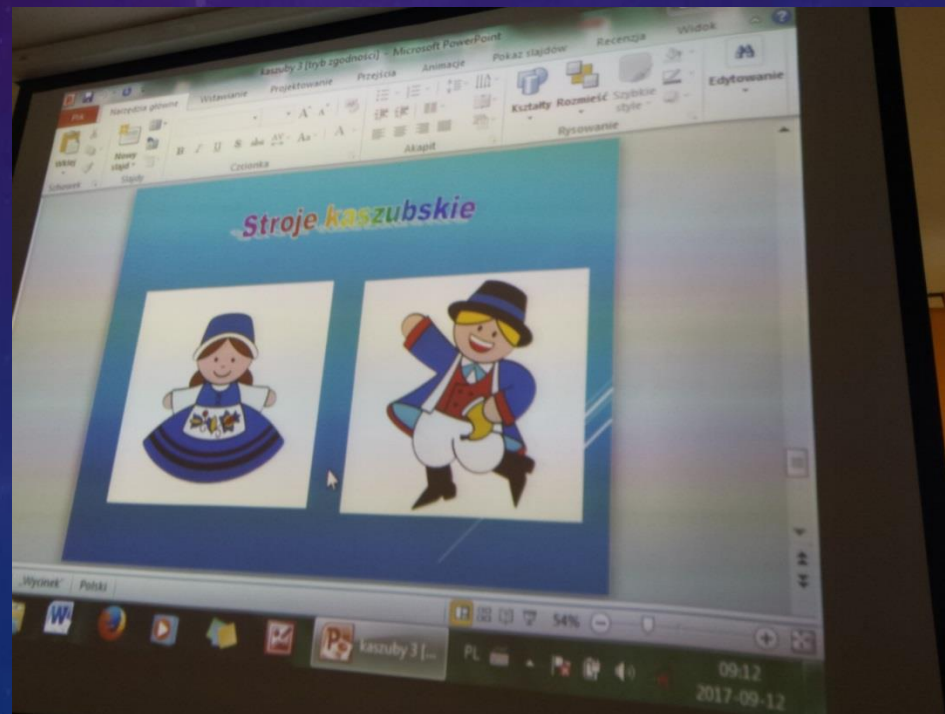 kaszuby 3 [tryb zgodności] - Microsoft PowerPoint
Plik Narzędzia główne Wstawianie Projektowanie Przejścia Animacje Pokaz slajdów Recenzja Widok
Wklej
Nowy slajd
Kształty Rozmieść Szybkie style
Edytowanie
Schowek Slajdy Czcionka Akapit Rysowanie
Stroje kaszubskie
„Wycinek” Polski
54%
kaszuby 3 [...
PL
09:12
2017-09-12